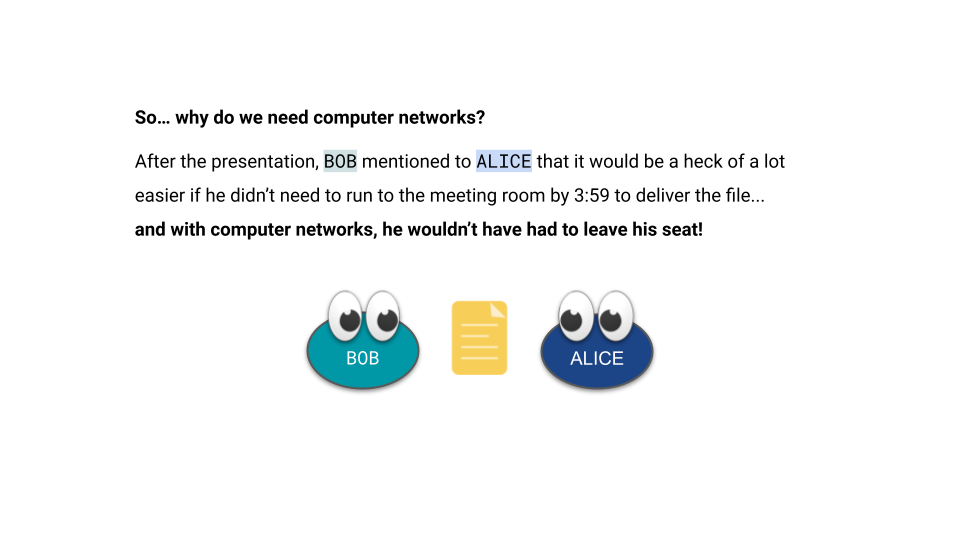 So… why do we need computer networks?
After the presentation, BOB mentioned to ALICE that it would be a heck of a lot
easier if he didn’t need to run to the meeting room by 3:59 to deliver the file...
and with computer networks, he wouldn’t have had to leave his seat!
BOB
ALICE